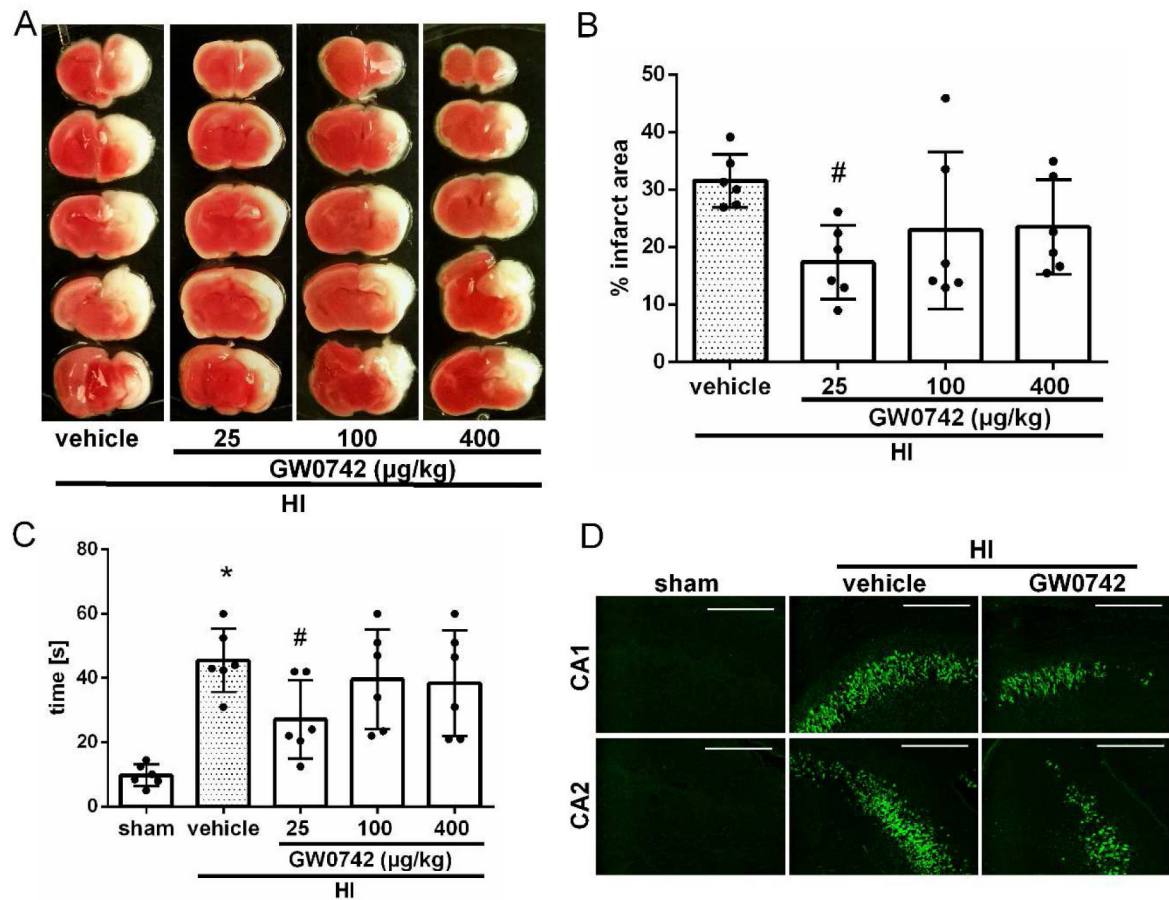 A
vehicle 25 100 400
GW0742 (µg/kg)
HI
B
% infarct area
50
40
30
20
10
0
#
vehicle 25 100 400
GW0742 (µg/kg)
HI
C
time [s]
80
60
40
20
0
*
#
sham vehicle 25 100 400
GW0742 (µg/kg)
HI
D
HI
sham vehicle GW0742
CA1
CA2